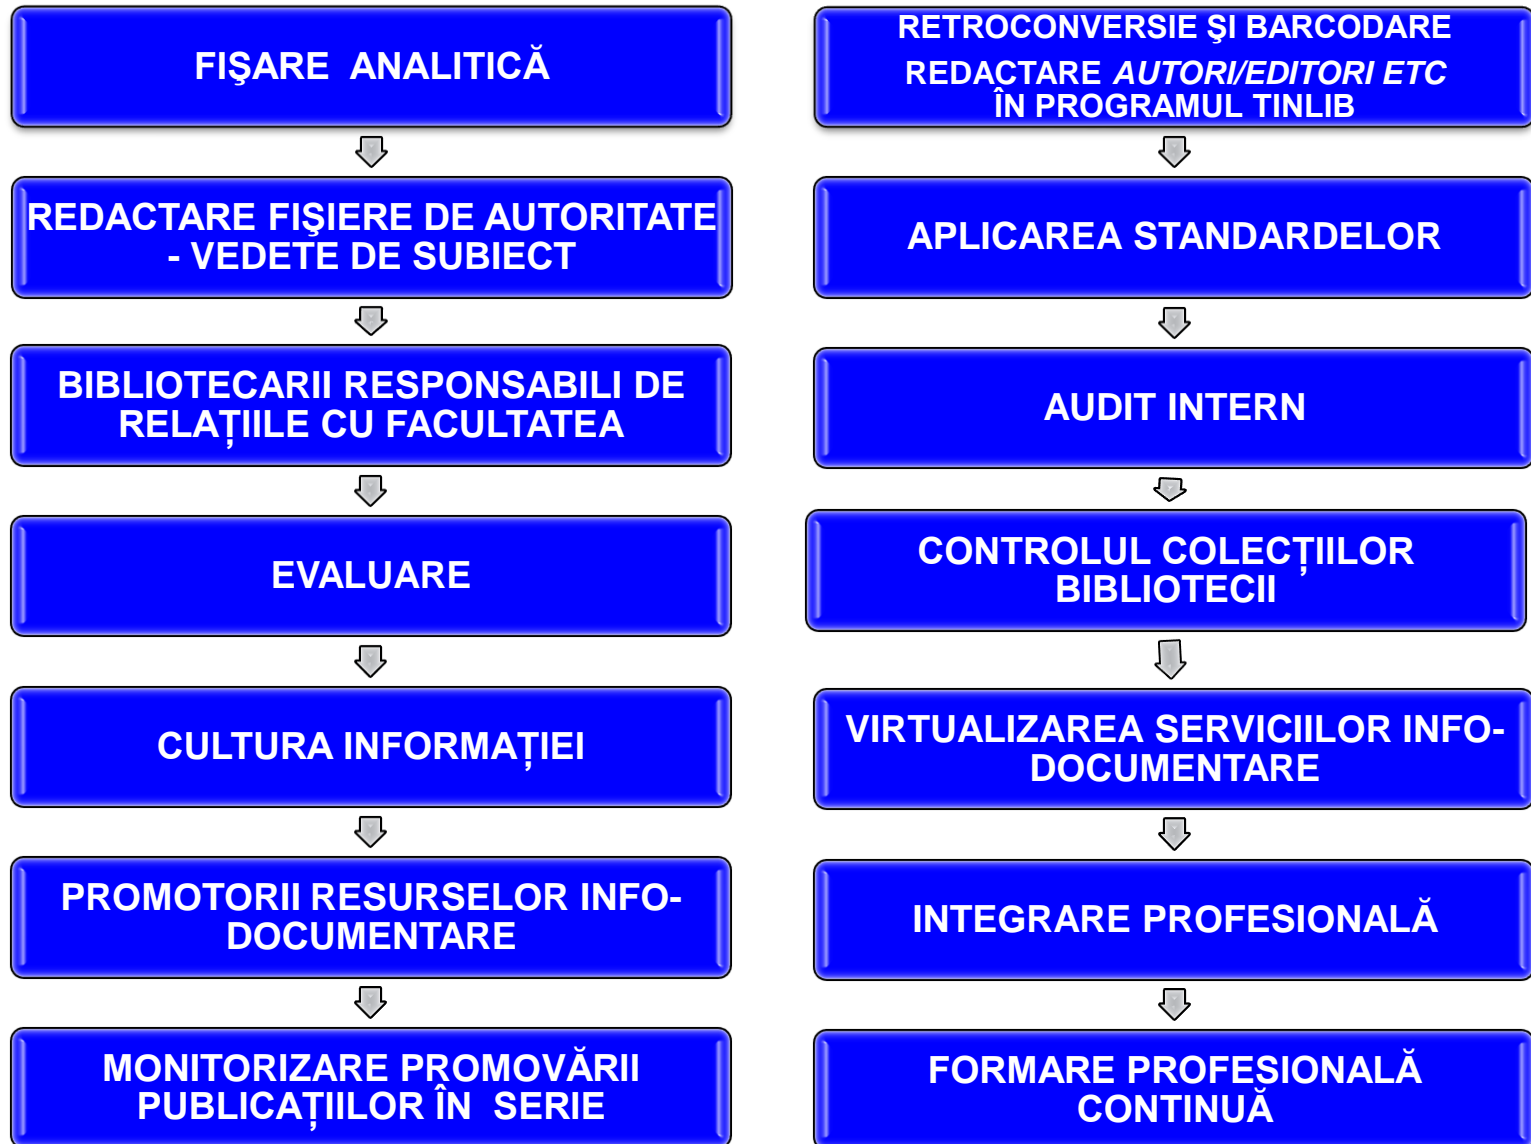 FIŞARE ANALITICĂ
REDACTARE FIŞIERE DE AUTORITATE
- VEDETE DE SUBIECT
BIBLIOTECARII RESPONSABILI DE
RELAȚIILE CU FACULTATEA
EVALUARE
CULTURA INFORMAȚIEI
PROMOTORII RESURSELOR INFO-
DOCUMENTARE
MONITORIZARE PROMOVĂRII
PUBLICAȚIILOR ÎN SERIE
RETROCONVERSIE ŞI BARCODARE
REDACTARE AUTORI/EDITORI ETC
ÎN PROGRAMUL TINLIB
APLICAREA STANDARDELOR
AUDIT INTERN
CONTROLUL COLECȚIILOR
BIBLIOTECII
VIRTUALIZAREA SERVICIILOR INFO-
DOCUMENTARE
INTEGRARE PROFESIONALĂ
FORMARE PROFESIONALĂ
CONTINUĂ